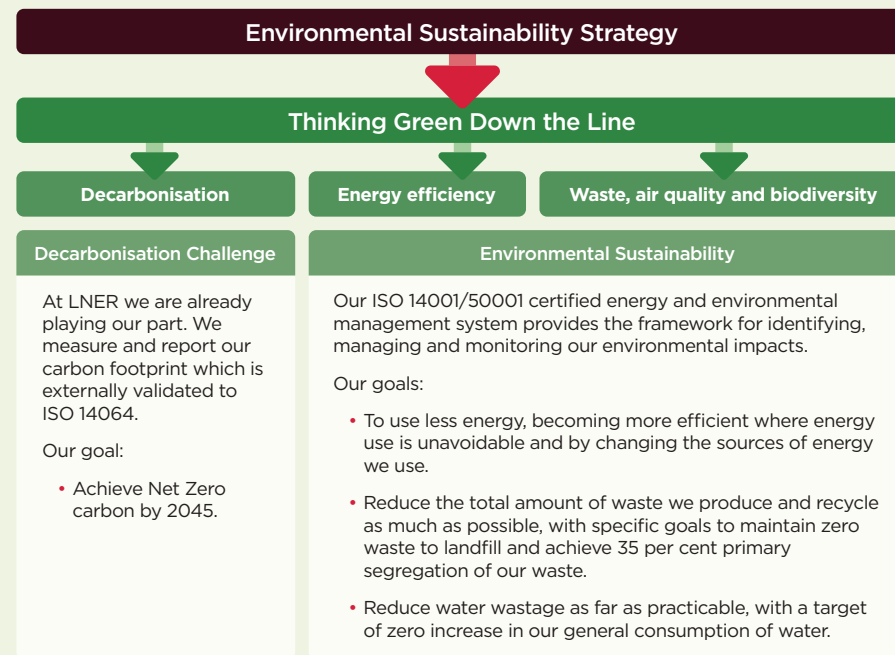 Environmental Sustainability Strategy
Thinking Green Down the Line
Decarbonisation
Energy efficiency
Waste, air quality and biodiversity
Decarbonisation Challenge
At LNER we are already
playing our part. We
measure and report our
carbon footprint which is
externally validated to
ISO 14064.
Our goal:
• Achieve Net Zero
carbon by 2045.
Environmental Sustainability
Our ISO 14001/50001 certified energy and environmental
management system provides the framework for identifying,
managing and monitoring our environmental impacts.
Our goals:
• To use less energy, becoming more efficient where energy
use is unavoidable and by changing the sources of energy
we use.
• Reduce the total amount of waste we produce and recycle
as much as possible, with specific goals to maintain zero
waste to landfill and achieve 35 per cent primary
segregation of our waste.
• Reduce water wastage as far as practicable, with a target
of zero increase in our general consumption of water.